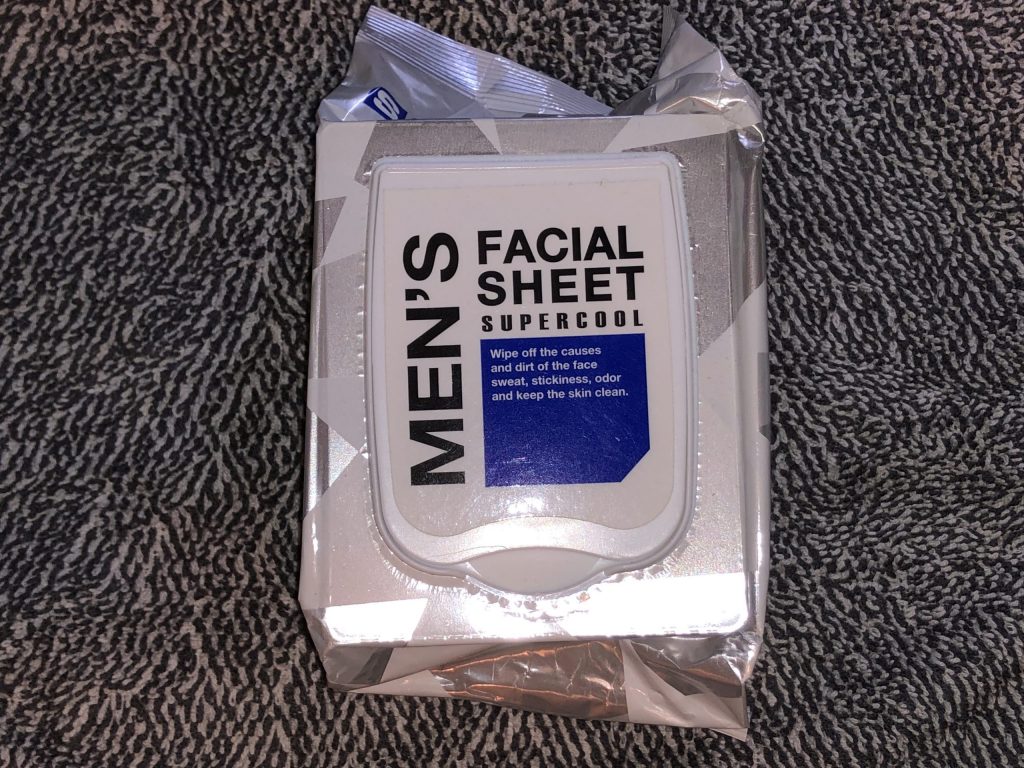 MEN'S
FACIAL
SHEET
SUPERCOOL
Wipe off the causes
and dirt of the face
sweat, stickiness, odor
and keep the skin clean.